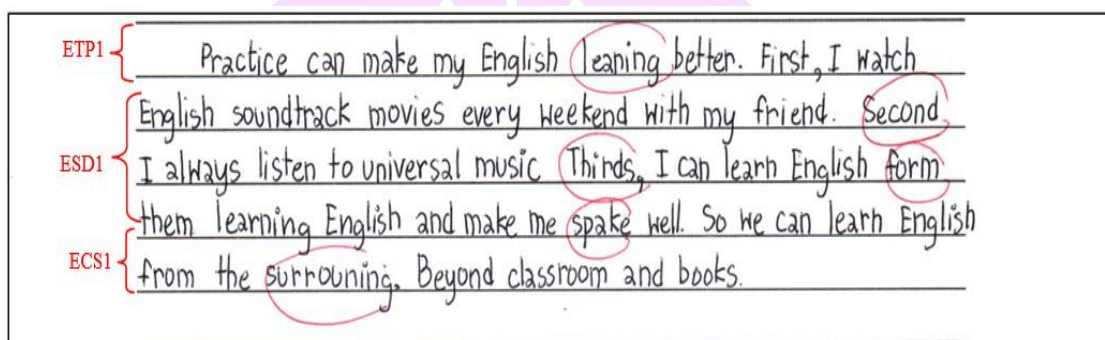 ETP1
Practice can make my English leaning better. First, I watch
English soundtrack movies every weekend with my friend. Second
ESD1
I always listen to universal music Thirds, I can learn English form
them learning English and make me spake well. So we can learn English
ECS1
from the surrouning. Beyond classroom and books.